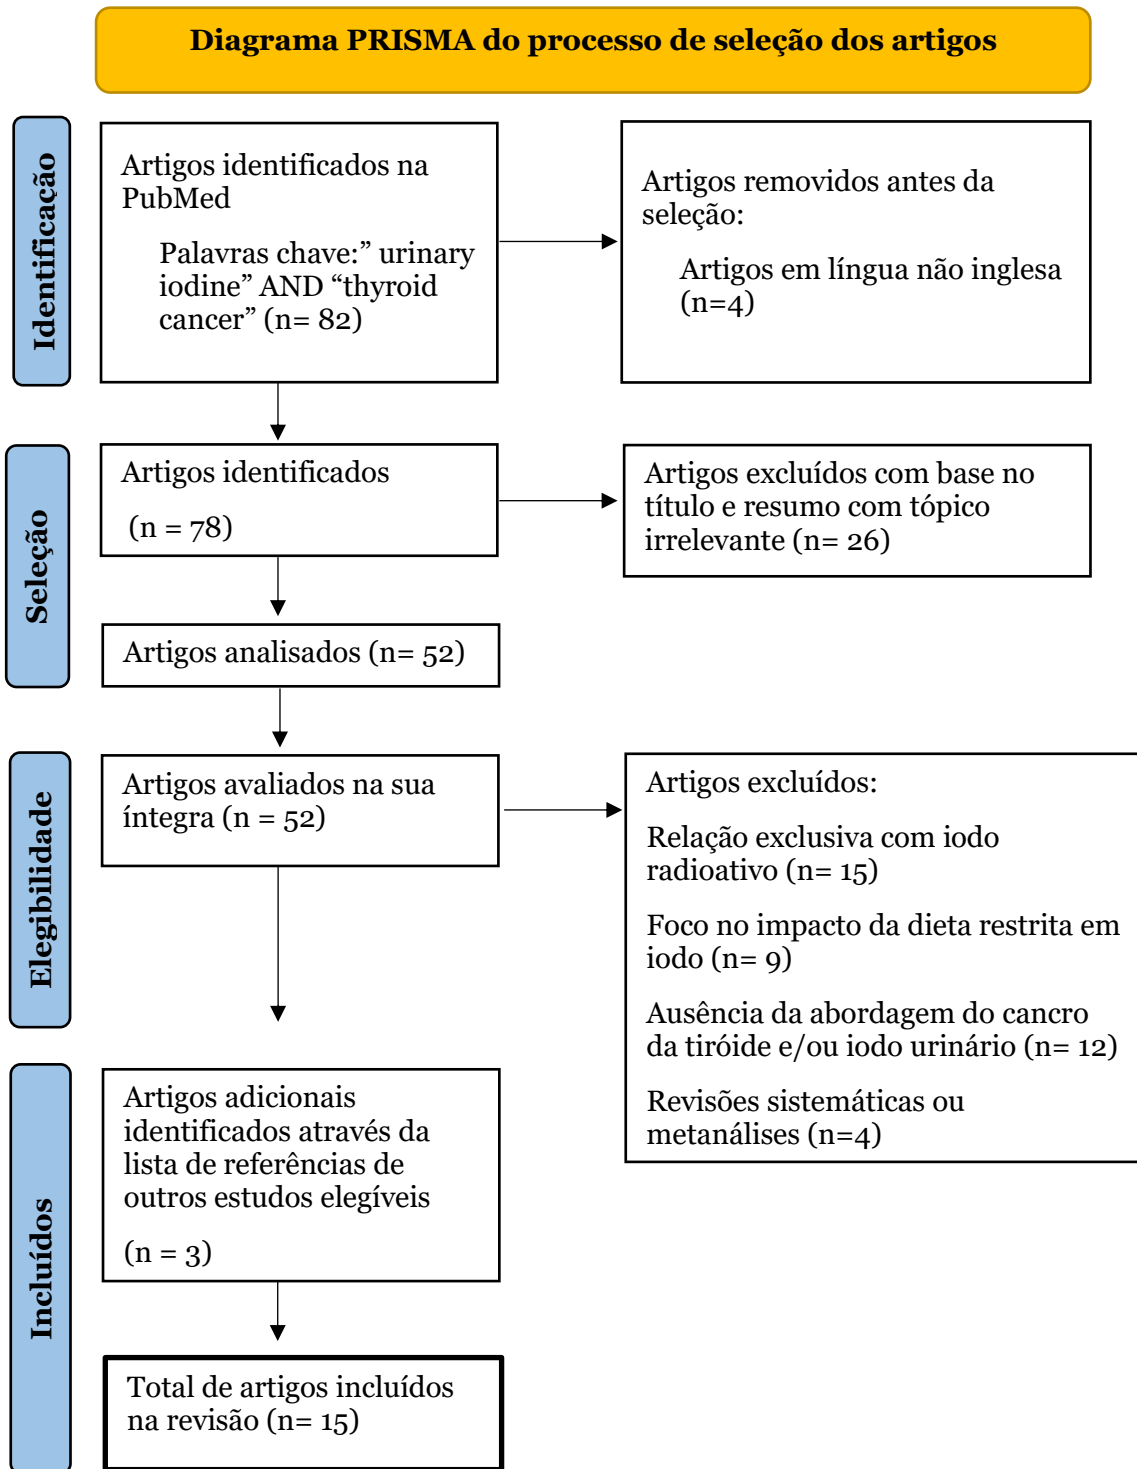 Diagrama PRISMA do processo de seleção dos artigos
Identificação
Artigos identificados na
PubMed
Palavras chave:” urinary
iodine” AND “thyroid
cancer” (n= 82)
Artigos removidos antes da
seleção:
Artigos em língua não inglesa
(n=4)
Seleção
Artigos identificados
(n = 78)
Artigos excluídos com base no
título e resumo com tópico
irrelevante (n= 26)
Artigos analisados (n= 52)
Elegibilidade
Artigos avaliados na sua
íntegra (n = 52)
Artigos excluídos:
Relação exclusiva com iodo
radioativo (n= 15)
Foco no impacto da dieta restrita em
iodo (n= 9)
Ausência da abordagem do cancro
da tiróide e/ou iodo urinário (n= 12)
Revisões sistemáticas ou
metanálises (n=4)
Incluídos
Artigos adicionais
identificados através da
lista de referências de
outros estudos elegíveis
(n = 3)
Total de artigos incluídos
na revisão (n= 15)